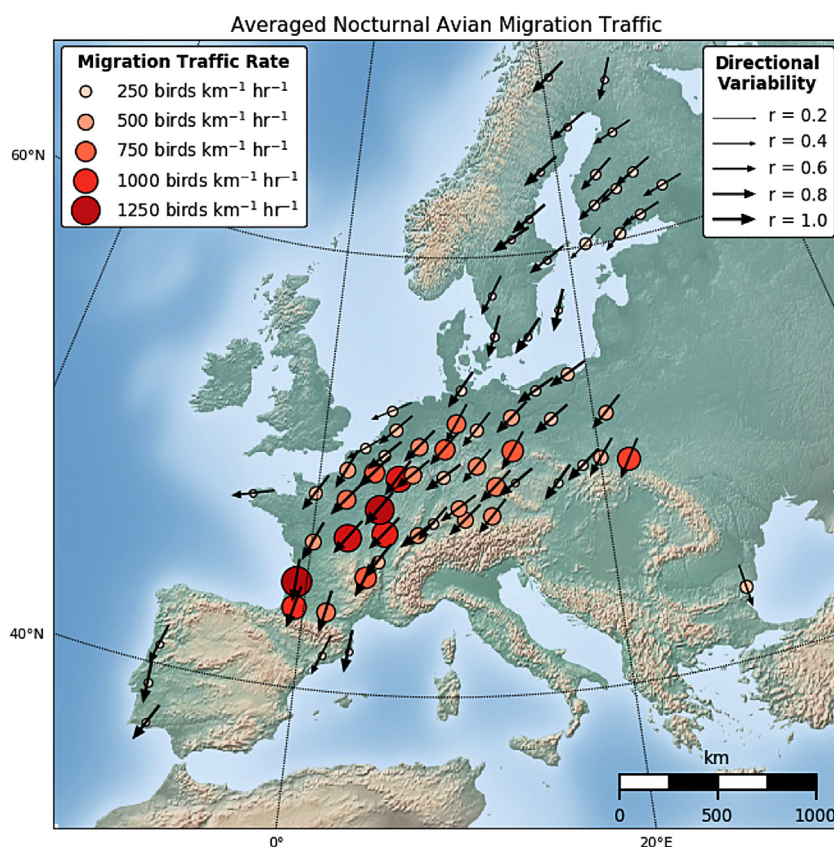 Averaged Nocturnal Avian Migration Traffic
Migration Traffic Rate
250 birds km⁻¹ hr⁻¹
500 birds km⁻¹ hr⁻¹
750 birds km⁻¹ hr⁻¹
1000 birds km⁻¹ hr⁻¹
1250 birds km⁻¹ hr⁻¹
Directional
Variability
r = 0.2
r = 0.4
r = 0.6
r = 0.8
r = 1.0
60°N
40°N
km
0 500 1000
0° 20°E